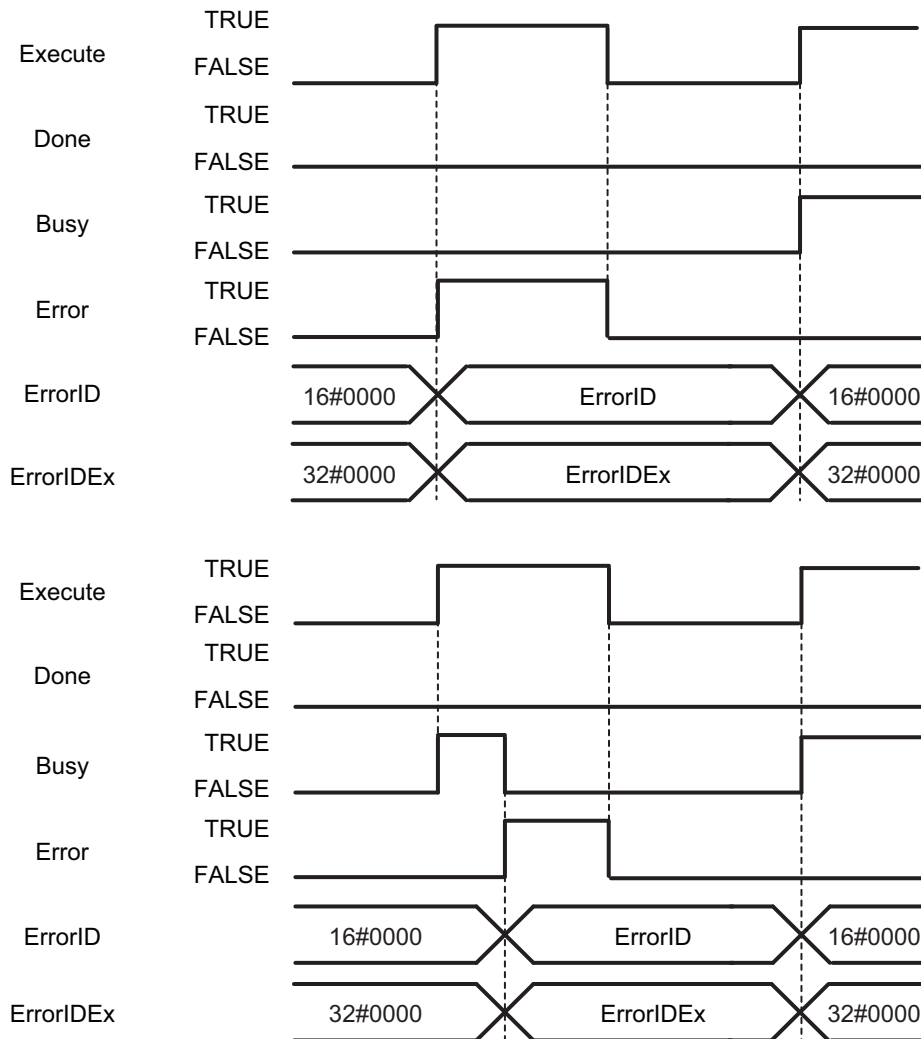 TRUE
Execute
FALSE
TRUE
Done
FALSE
TRUE
Busy
FALSE
TRUE
Error
FALSE
ErrorID 16#0000 ErrorID 16#0000
ErrorIDEx 32#0000 ErrorIDEx 32#0000
TRUE
Execute
FALSE
TRUE
Done
FALSE
TRUE
Busy
FALSE
TRUE
Error
FALSE
ErrorID 16#0000 ErrorID 16#0000
ErrorIDEx 32#0000 ErrorIDEx 32#0000